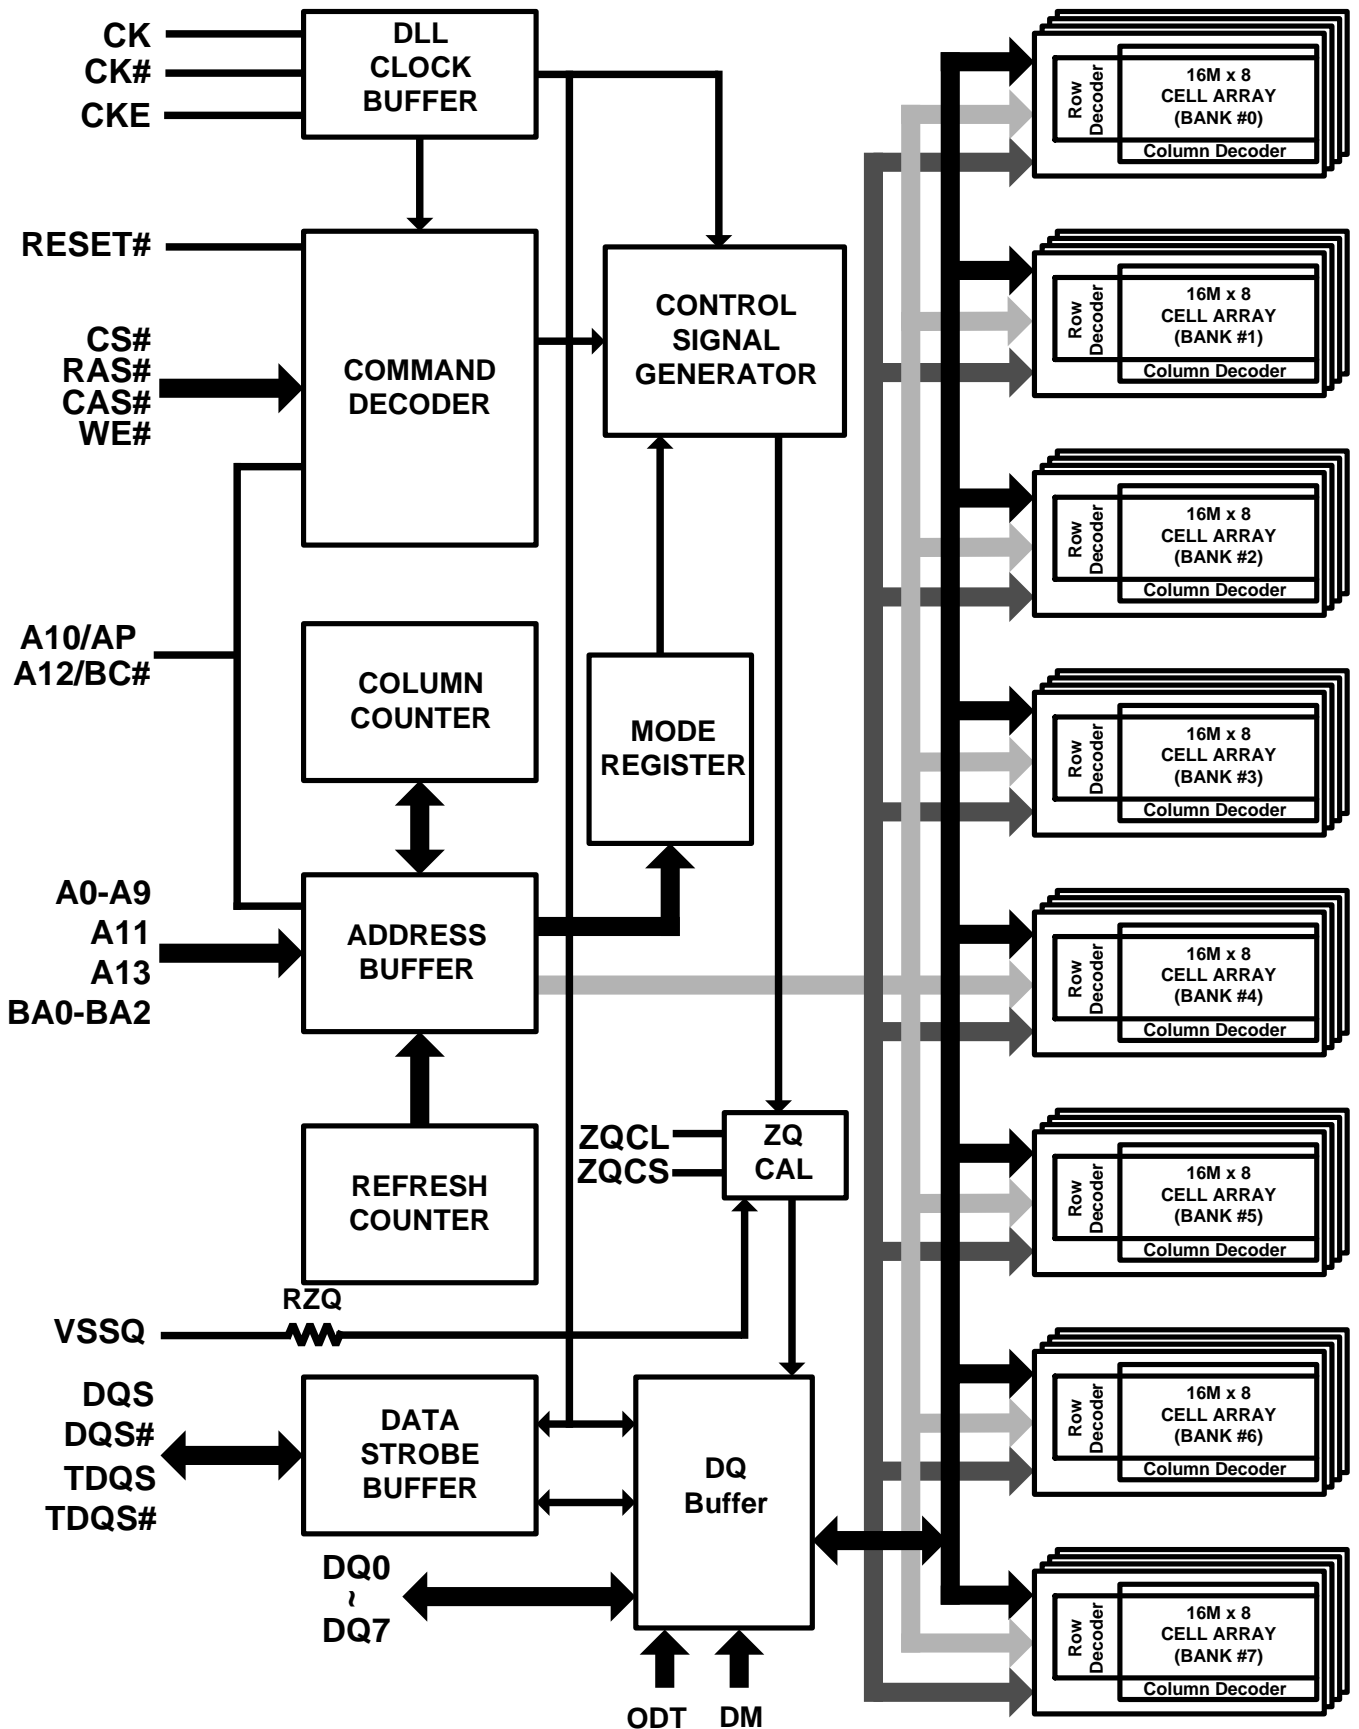 CK
CK#
CKE
DLL
CLOCK
BUFFER
RESET#
CS#
RAS#
CAS#
WE#
COMMAND
DECODER
CONTROL
SIGNAL
GENERATOR
A10/AP
A12/BC#
COLUMN
COUNTER
MODE
REGISTER
A0-A9
A11
A13
BA0-BA2
ADDRESS
BUFFER
REFRESH
COUNTER
ZQCL
ZQCS
ZQ
CAL
RZQ
VSSQ
DQS
DQS#
TDQS
TDQS#
DATA
STROBE
BUFFER
DQ
Buffer
DQ0
~
DQ7
ODT
DM
Row
Decoder
16M x 8
CELL ARRAY
(BANK #0)
Column Decoder
Row
Decoder
16M x 8
CELL ARRAY
(BANK #1)
Column Decoder
Row
Decoder
16M x 8
CELL ARRAY
(BANK #2)
Column Decoder
Row
Decoder
16M x 8
CELL ARRAY
(BANK #3)
Column Decoder
Row
Decoder
16M x 8
CELL ARRAY
(BANK #4)
Column Decoder
Row
Decoder
16M x 8
CELL ARRAY
(BANK #5)
Column Decoder
Row
Decoder
16M x 8
CELL ARRAY
(BANK #6)
Column Decoder
Row
Decoder
16M x 8
CELL ARRAY
(BANK #7)
Column Decoder